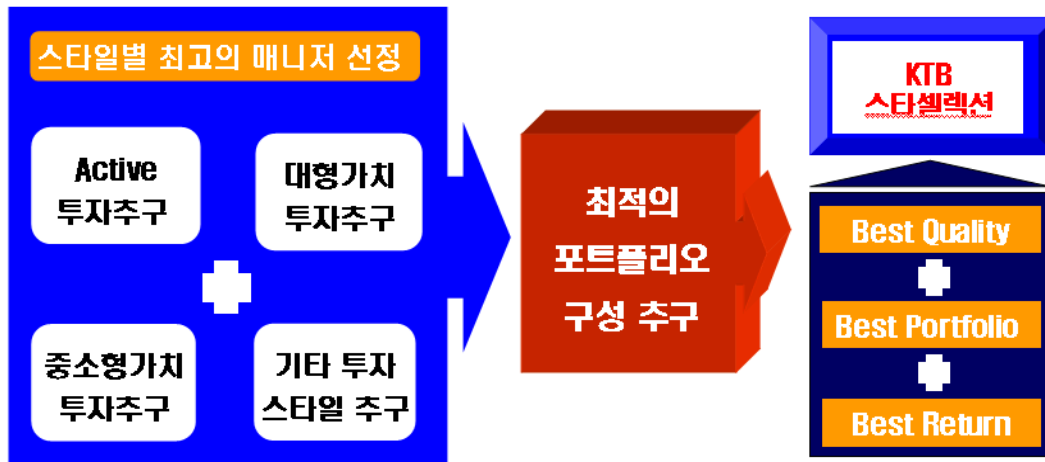 스타일별 최고의 매니저 선정
Active
투자추구
대형가치
투자추구
중소형가치
투자추구
기타 투자
스타일 추구
최적의
포트폴리오
구성 추구
KTB
스타셀렉션
Best Quality
Best Portfolio
Best Return